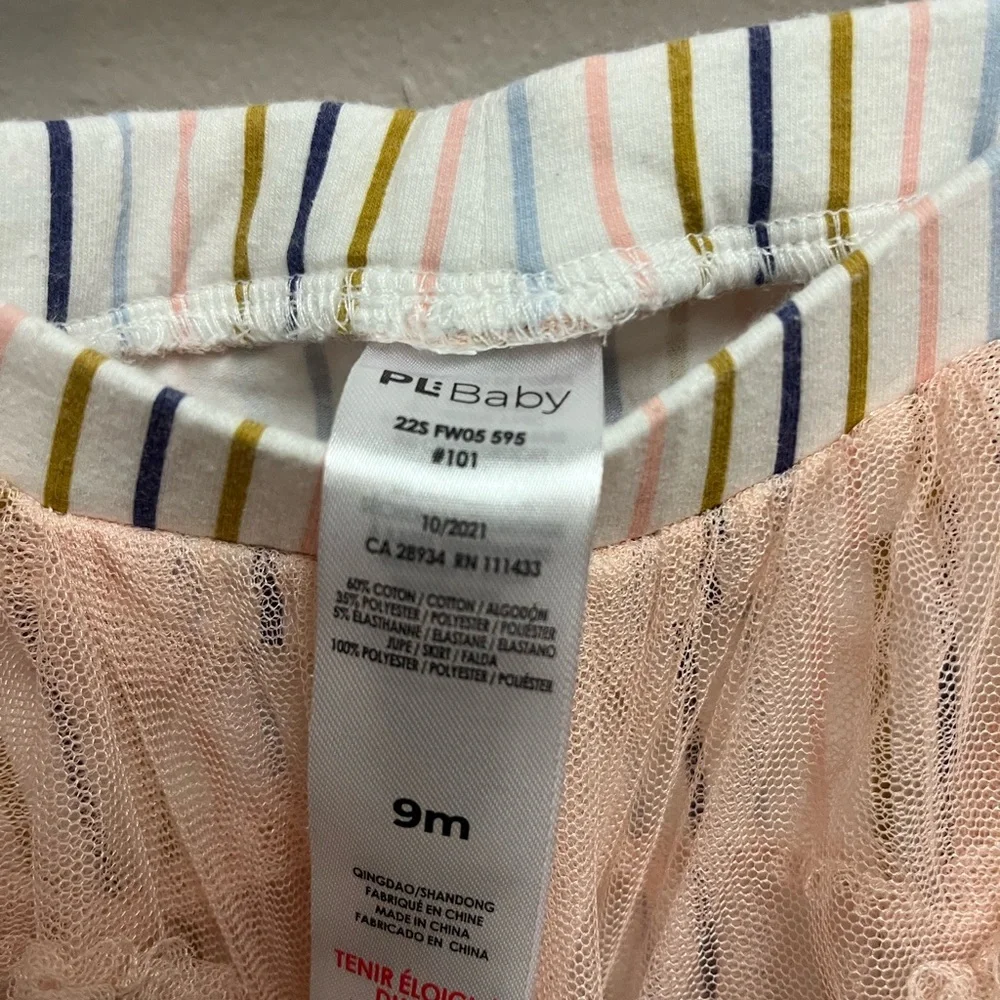 PL Baby
22S FW05 595
#101
10/2021
CA 28934 RN 111433
60% COTON / COTTON / ALGODÓN
35% POLYESTER / POLYESTER / POLIÉSTER
5% ÉLASTHANNE / ELASTANE / ELASTANO
JUPE / SKIRT / FALDA
100% POLYESTER / POLYESTER / POLIÉSTER
9m
QINGDAO/SHANDONG
FABRIQUÉ EN CHINE
MADE IN CHINA
FABRICADO EN CHINA
TENIR